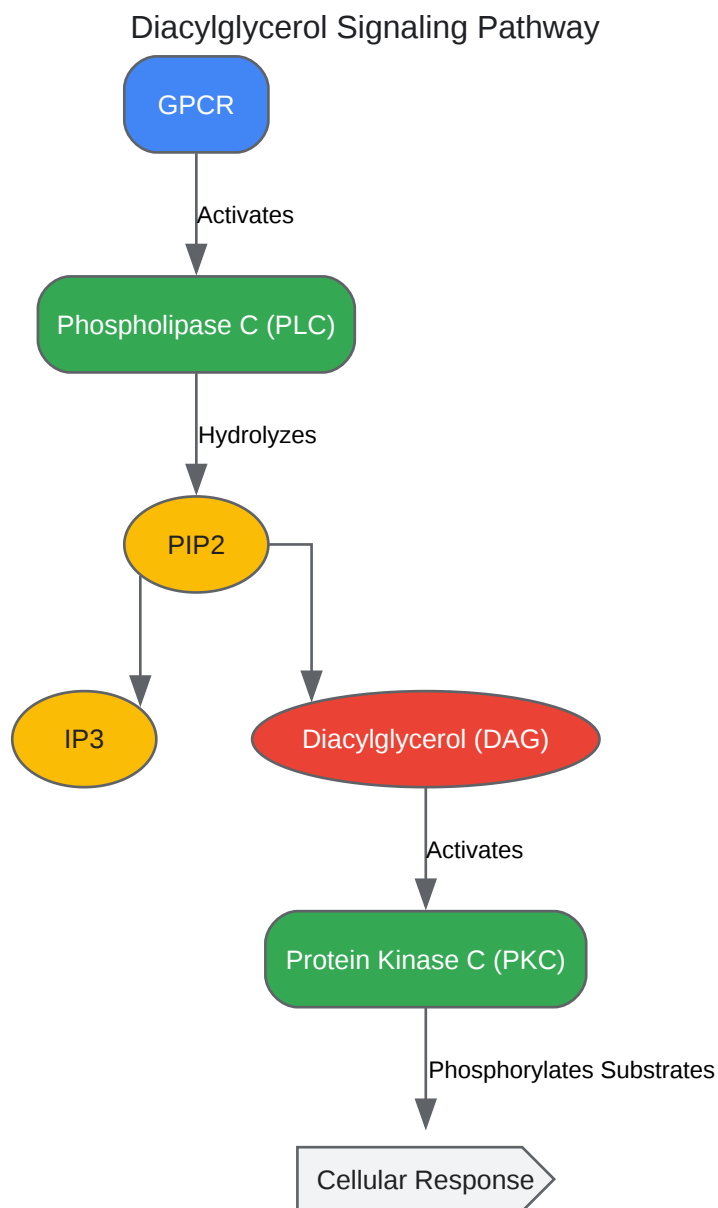 Diacylglycerol Signaling Pathway
GPCR
Activates
Phospholipase C (PLC)
Hydrolyzes
PIP2
IP3
Diacylglycerol (DAG)
Activates
Protein Kinase C (PKC)
Phosphorylates Substrates
Cellular Response